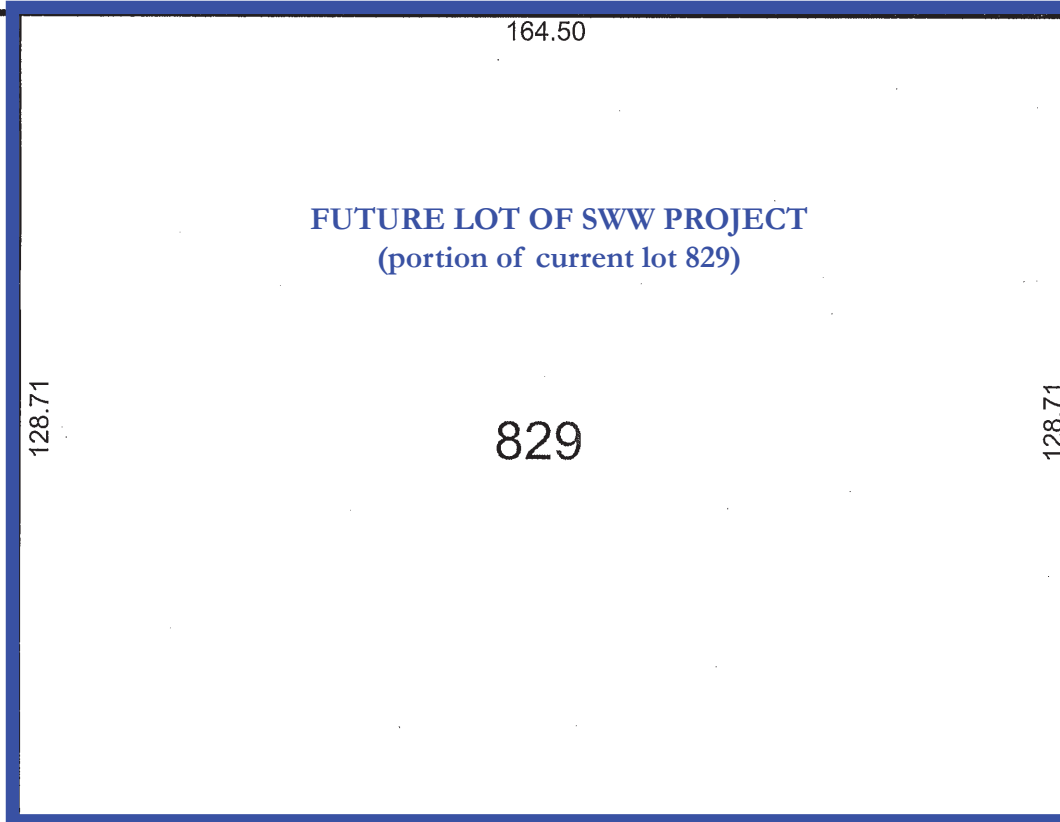 164.50
FUTURE LOT OF SWW PROJECT
(portion of current lot 829)
128.71
829
128.71